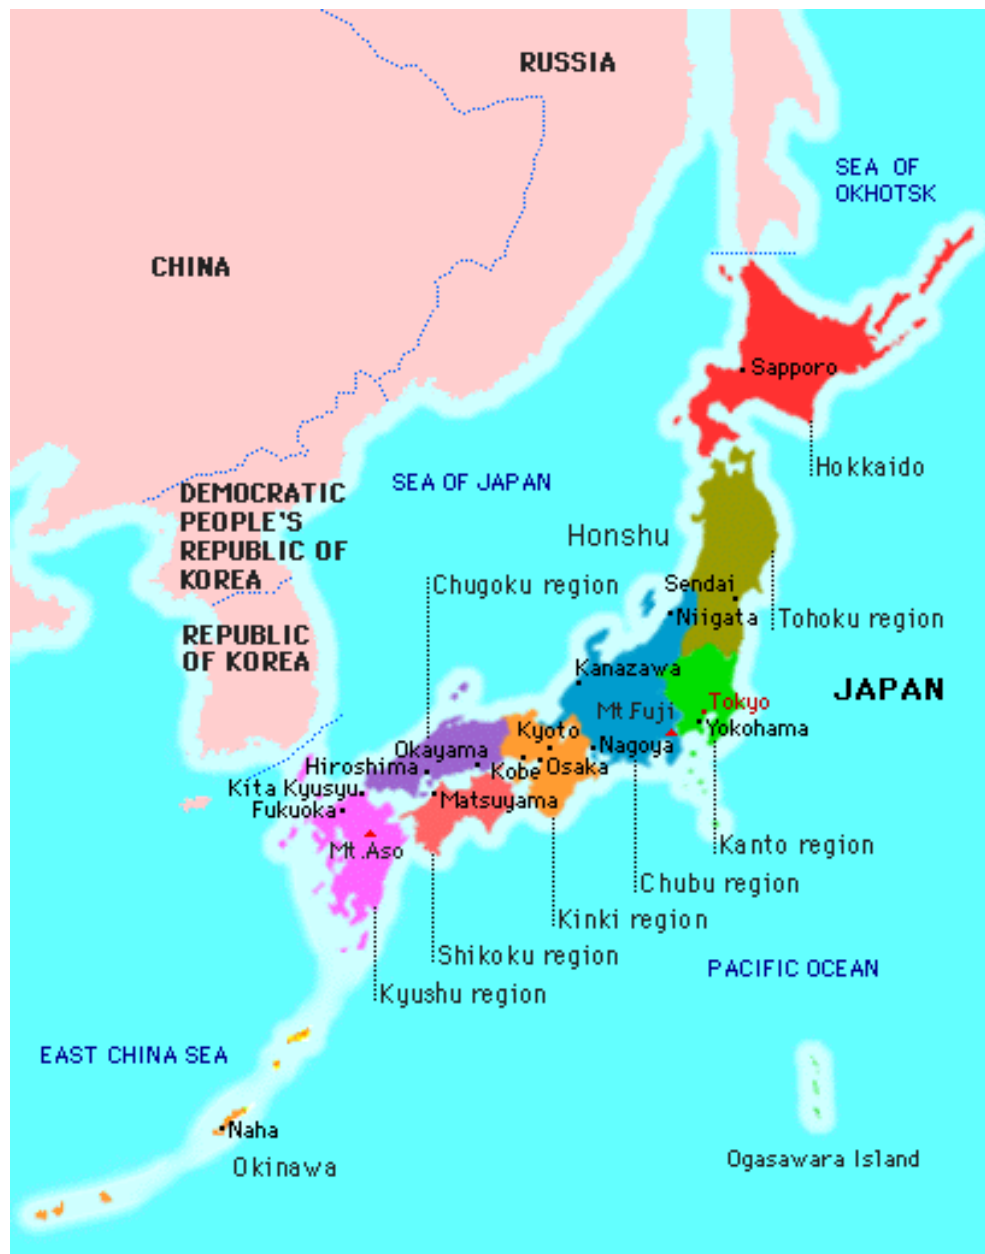 RUSSIA
SEA OF
OKHOTSK
CHINA
Sapporo
Hokkaido
SEA OF JAPAN
DEMOCRATIC
PEOPLE'S
REPUBLIC OF
KOREA
Honshu
Chugoku region
Sendai
Niigata
Tohoku region
REPUBLIC
OF KOREA
Kanazawa
JAPAN
Mt.Fuji
Tokyo
Yokohama
Kyoto
Okayama
Nagoya
Hiroshima
Kobe
Osaka
Kita Kyusyu
Matsuyama
Fukuoka
Mt.Aso
Kanto region
Chubu region
Kinki region
Shikoku region
PACIFIC OCEAN
Kyushu region
EAST CHINA SEA
Naha
Okinawa
Ogasawara Island